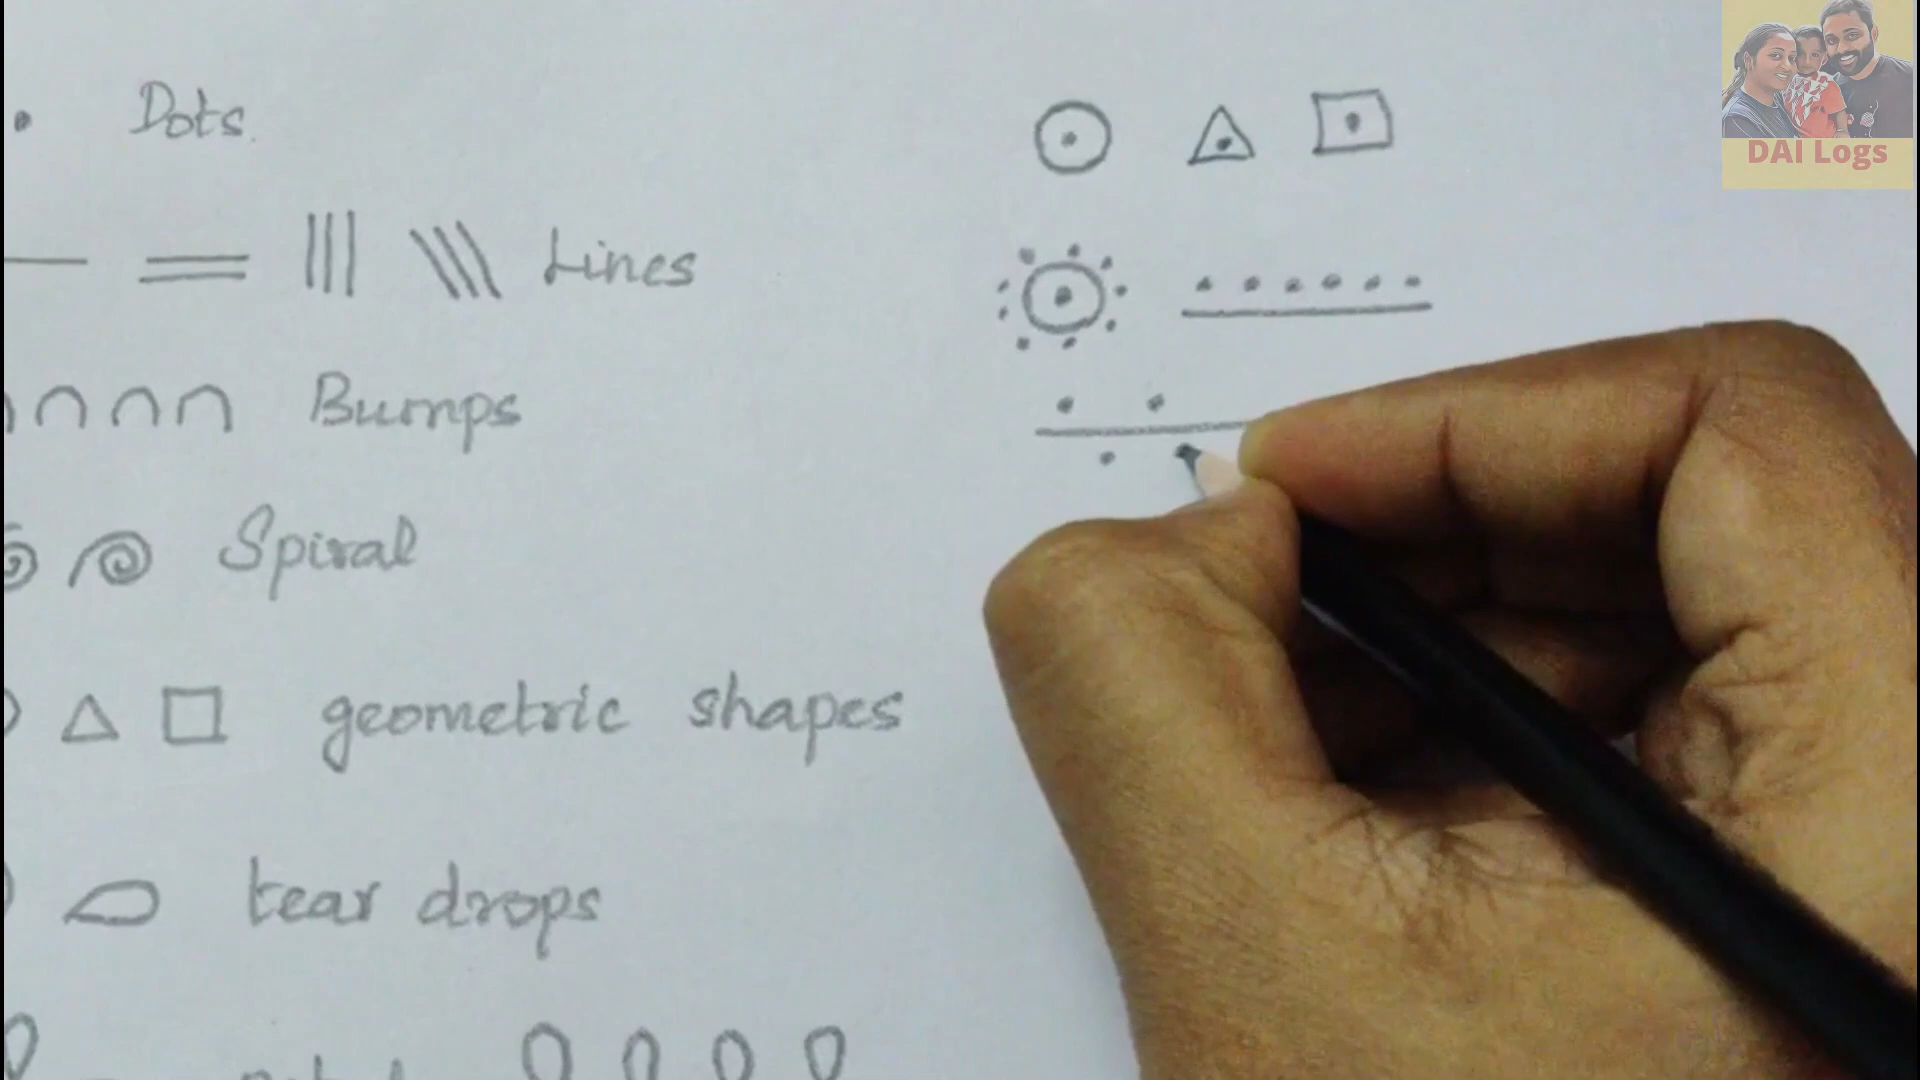 Dots.
Lines
Bumps
Spiral
geometric shapes
tear drops
DAI Logs